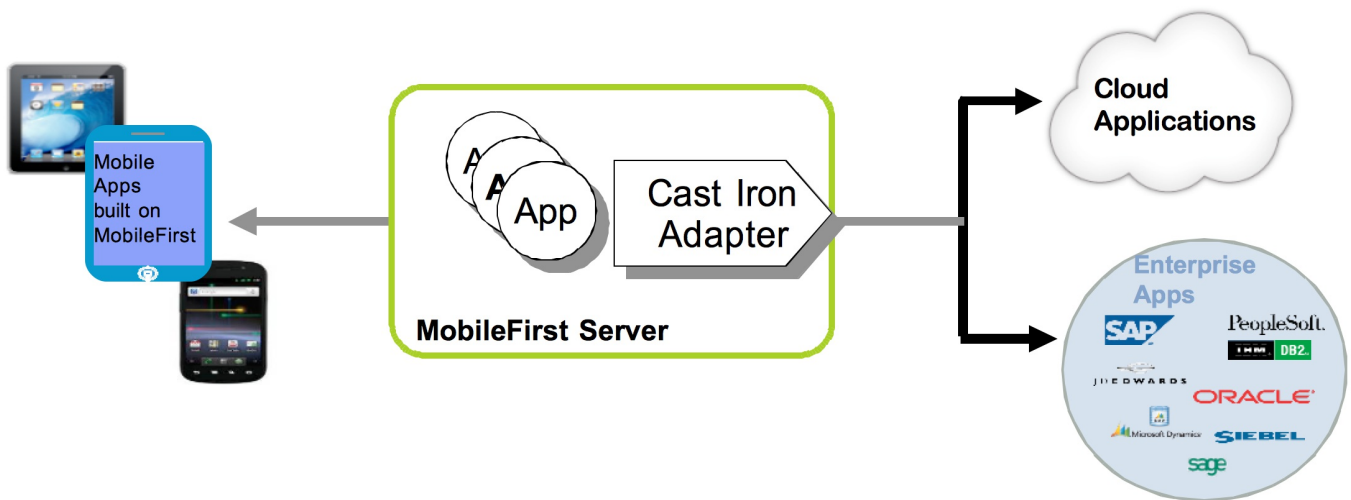 Mobile
Apps
built on
MobileFirst
A
A
App
Cast Iron
Adapter
MobileFirst Server
Cloud
Applications
Enterprise
Apps
SAP
PeopleSoft.
IBM. DB2.
JDEDWARDS
ORACLE
Microsoft Dynamics
SIEBEL
sage